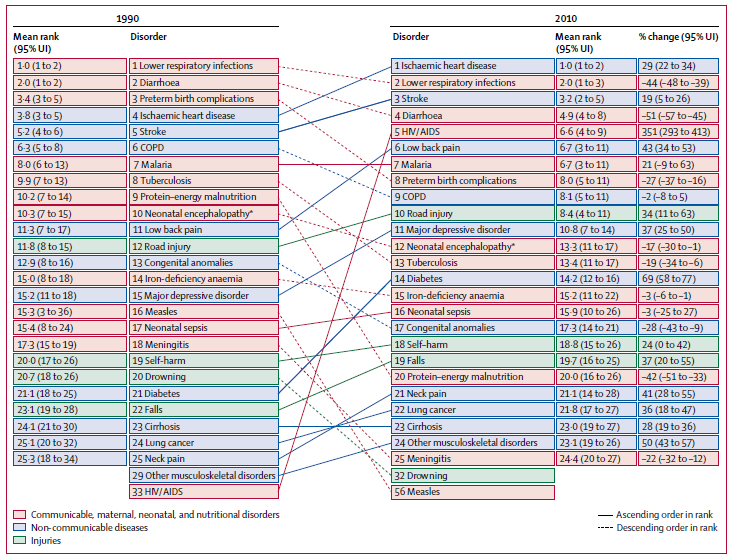 1990
2010
Mean rank (95% UI) Disorder
Disorder Mean rank (95% UI) % change (95% UI)
1·0 (1 to 2) 1 Lower respiratory infections 1 Ischaemic heart disease 1·0 (1 to 2) 29 (22 to 34)
2·0 (1 to 2) 2 Diarrhoea 2 Lower respiratory infections 2·0 (1 to 3) –44 (–48 to –39)
3·4 (3 to 5) 3 Preterm birth complications 3 Stroke 3·2 (2 to 5) 19 (5 to 26)
3·8 (3 to 5) 4 Ischaemic heart disease 4 Diarrhoea 4·9 (4 to 8) –51 (–57 to –45)
5·2 (4 to 6) 5 Stroke 5 HIV/AIDS 6·6 (4 to 9) 351 (293 to 413)
6·3 (5 to 8) 6 COPD 6 Low back pain 6·7 (3 to 11) 43 (34 to 53)
8·0 (6 to 13) 7 Malaria 7 Malaria 6·7 (3 to 11) 21 (–9 to 63)
9·9 (7 to 13) 8 Tuberculosis 8 Preterm birth complications 8·0 (5 to 11) –27 (–37 to –16)
10·2 (7 to 14) 9 Protein–energy malnutrition 9 COPD 8·1 (5 to 11) –2 (–8 to 5)
10·3 (7 to 15) 10 Neonatal encephalopathy* 10 Road injury 8·4 (4 to 11) 34 (11 to 63)
11·3 (7 to 17) 11 Low back pain 11 Major depressive disorder 10·8 (7 to 14) 37 (25 to 50)
11·8 (8 to 15) 12 Road injury 12 Neonatal encephalopathy* 13·3 (11 to 17) –17 (–30 to –1)
12·9 (8 to 16) 13 Congenital anomalies 13 Tuberculosis 13·4 (11 to 17) –19 (–34 to –6)
15·0 (8 to 18) 14 Iron-deficiency anaemia 14 Diabetes 14·2 (12 to 16) 69 (58 to 77)
15·2 (11 to 18) 15 Major depressive disorder 15 Iron-deficiency anaemia 15·2 (11 to 22) –3 (–6 to –1)
15·3 (3 to 36) 16 Measles 16 Neonatal sepsis 15·9 (10 to 26) –3 (–25 to 27)
15·4 (8 to 24) 17 Neonatal sepsis 17 Congenital anomalies 17·3 (14 to 21) –28 (–43 to –9)
17·3 (15 to 19) 18 Meningitis 18 Self-harm 18·8 (15 to 26) 24 (0 to 42)
20·0 (17 to 26) 19 Self-harm 19 Falls 19·7 (16 to 25) 37 (20 to 55)
20·7 (18 to 26) 20 Drowning 20 Protein–energy malnutrition 20·0 (16 to 26) –42 (–51 to –33)
21·1 (18 to 25) 21 Diabetes 21 Neck pain 21·1 (14 to 28) 41 (28 to 55)
23·1 (19 to 28) 22 Falls 22 Lung cancer 21·8 (17 to 27) 36 (18 to 47)
24·1 (21 to 30) 23 Cirrhosis 23 Cirrhosis 23·0 (19 to 27) 28 (19 to 36)
25·1 (20 to 32) 24 Lung cancer 24 Other musculoskeletal disorders 23·1 (19 to 26) 50 (43 to 57)
25·3 (18 to 34) 25 Neck pain 25 Meningitis 24·4 (20 to 27) –22 (–32 to –12)
29 Other musculoskeletal disorders 32 Drowning
33 HIV/AIDS 56 Measles
Communicable, maternal, neonatal, and nutritional disorders
Non-communicable diseases
Injuries
Ascending order in rank
Descending order in rank